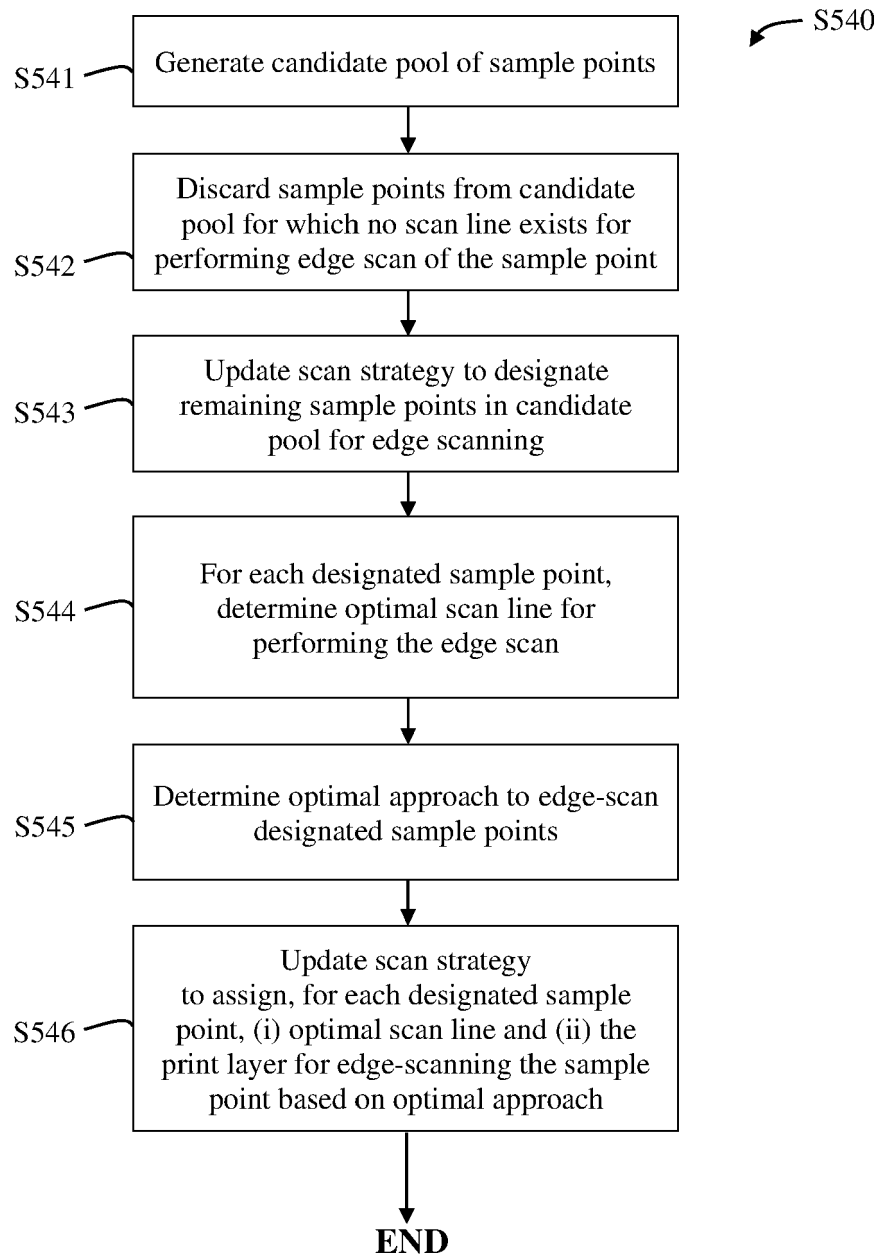 S540
S541
Generate candidate pool of sample points
S542
Discard sample points from candidate
pool for which no scan line exists for
performing edge scan of the sample point
S543
Update scan strategy to designate
remaining sample points in candidate
pool for edge scanning
S544
For each designated sample point,
determine optimal scan line for
performing the edge scan
S545
Determine optimal approach to edge-scan
designated sample points
S546
Update scan strategy
to assign, for each designated sample
point, (i) optimal scan line and (ii) the
print layer for edge-scanning the sample
point based on optimal approach
END